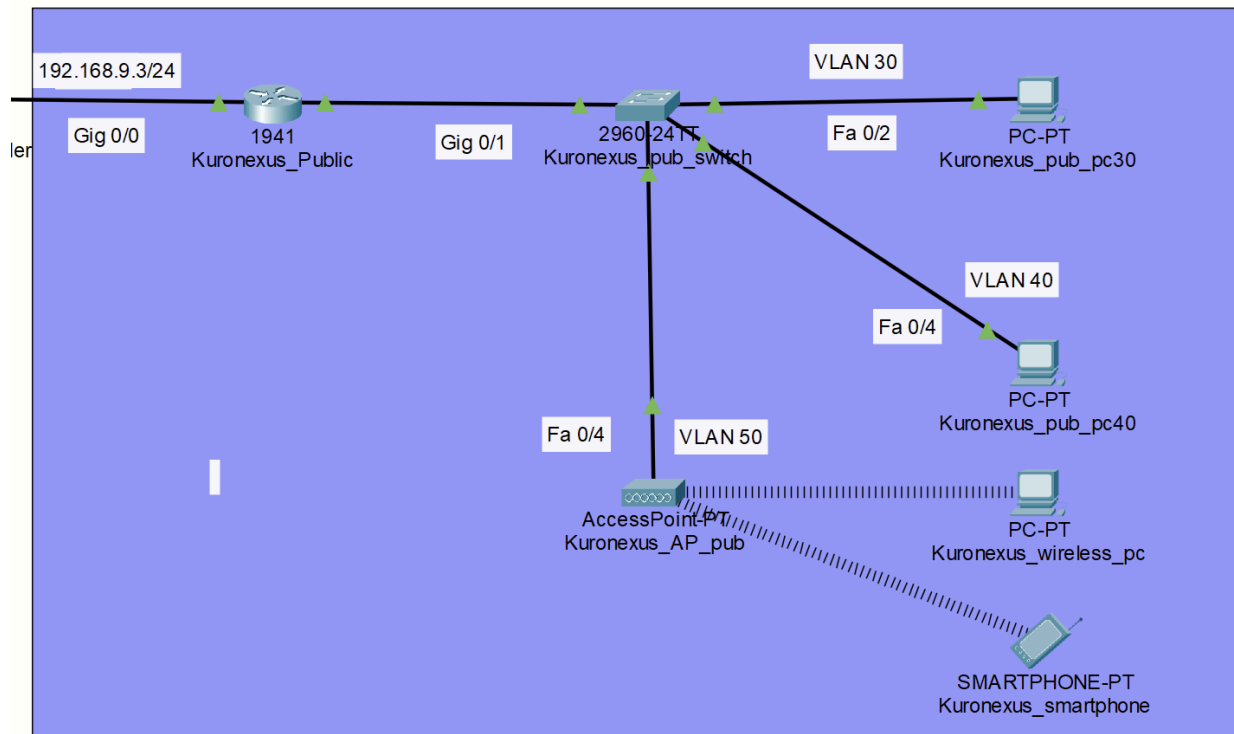 192.168.9.3/24
Gig 0/0
1941
Kuronexus_Public
Gig 0/1
2960-24TT
Kuronexus_pub_switch
VLAN 30
Fa 0/2
PC-PT
Kuronexus_pub_pc30
VLAN 40
Fa 0/4
PC-PT
Kuronexus_pub_pc40
Fa 0/4
VLAN 50
AccessPoint-PT
Kuronexus_AP_pub
PC-PT
Kuronexus_wireless_pc
SMARTPHONE-PT
Kuronexus_smartphone